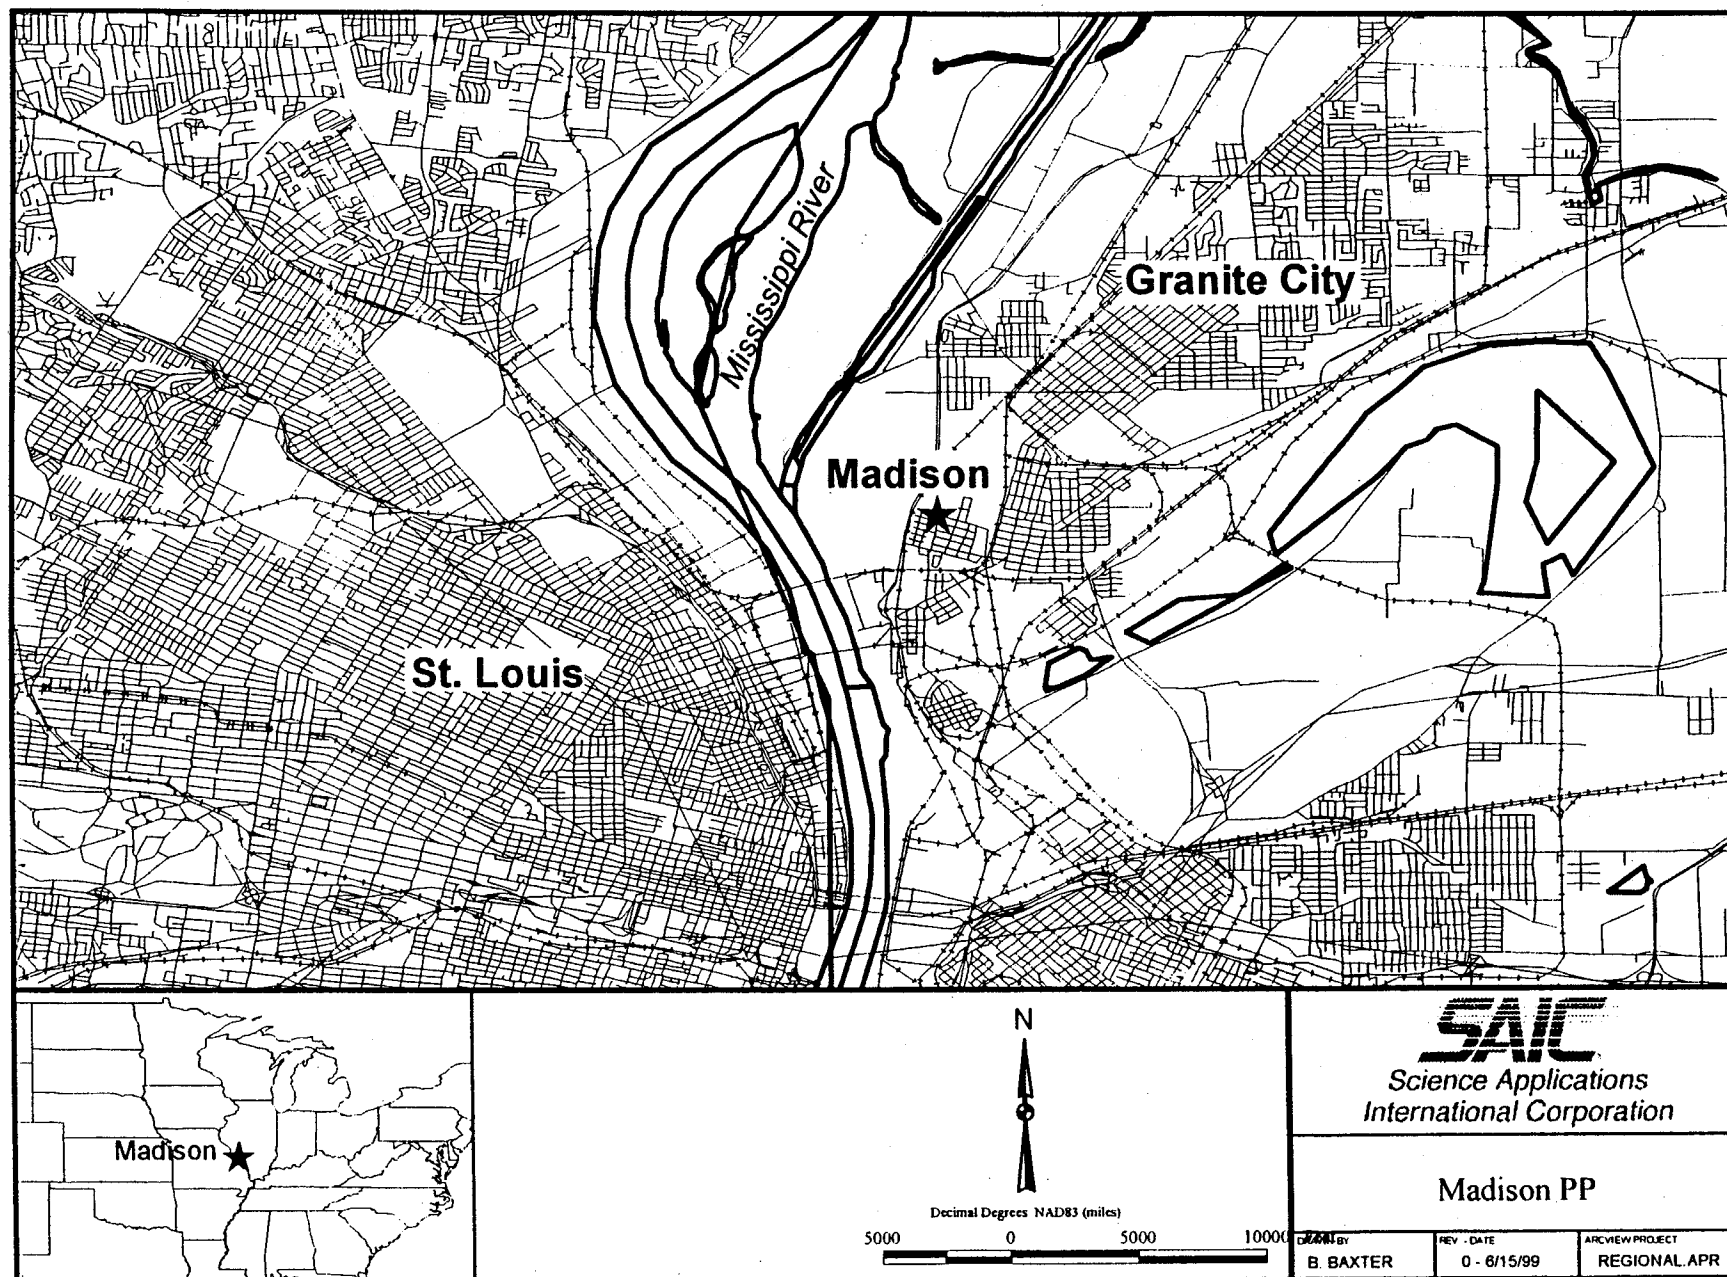 Mississippi River
Granite City
Madison
St. Louis
Madison
N
Decimal Degrees NAD83 (miles)
5000 0 5000 10000
SAIC
Science Applications
International Corporation
Madison PP
BY
B. BAXTER
REV - DATE
0 - 6/15/99
ARCVIEW PROJECT
REGIONAL.APR